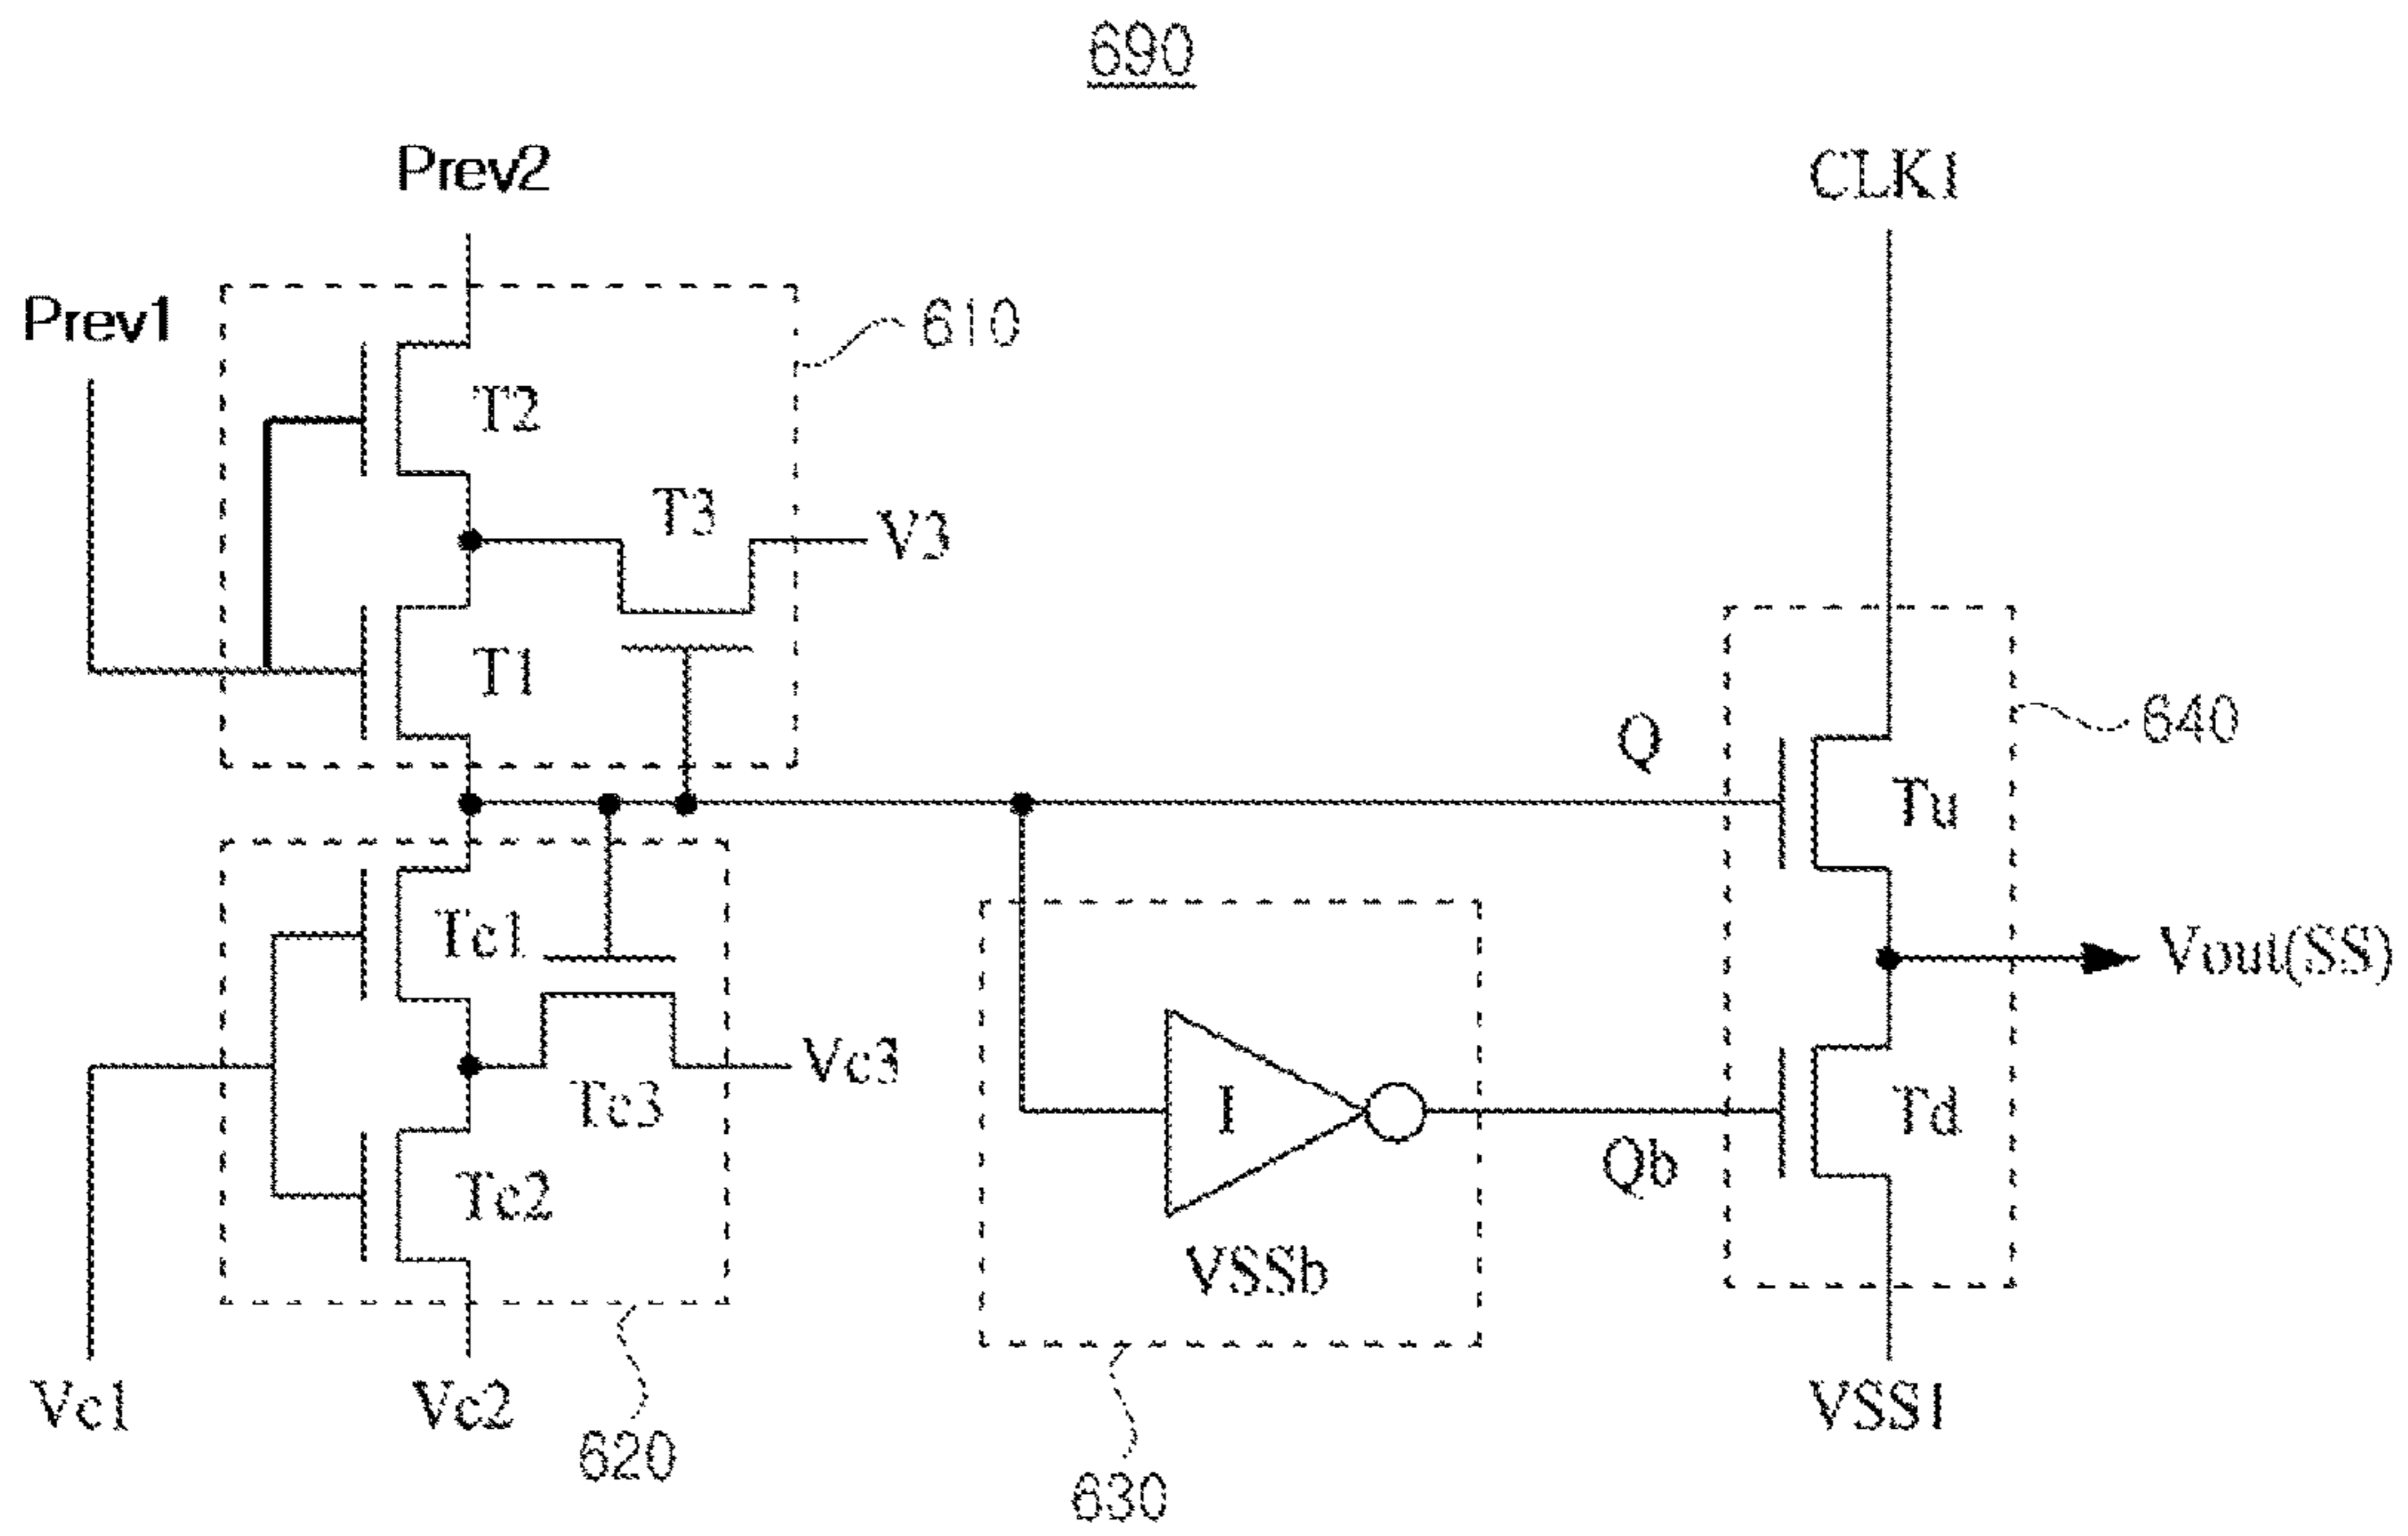 690
Prev2
CLK1
Prev1
610
T2
T3
V3
T1
Q
640
Tu
Tc1
Vout(SS)
Vc3
Tc3
I
Td
Qb
Tc2
VSSb
Vc1
Vc2
VSS1
620
630